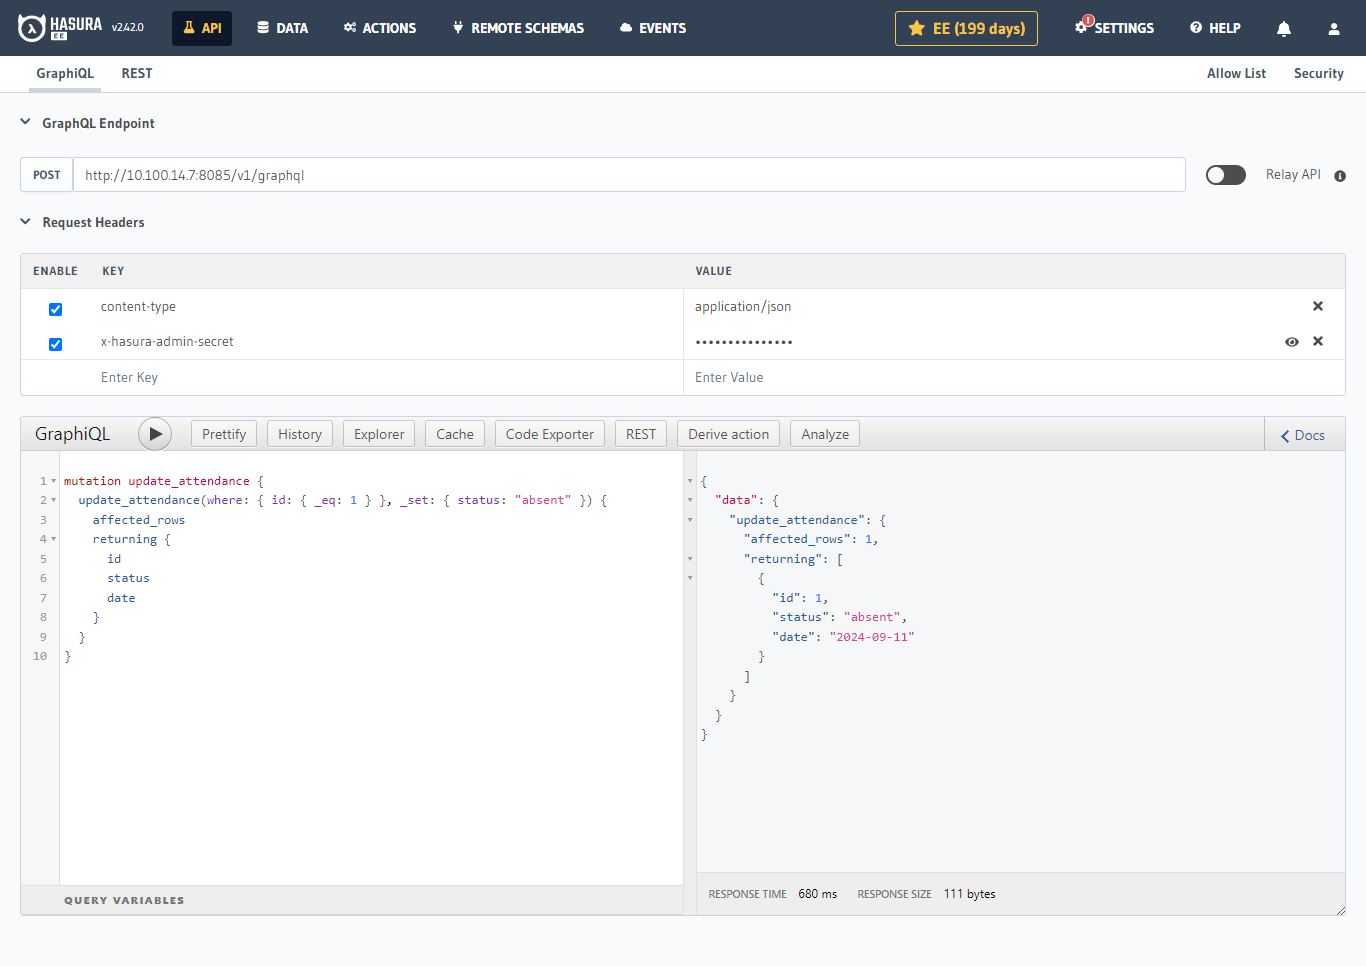 HASURA EE v2.42.0 API DATA ACTIONS REMOTE SCHEMAS EVENTS EE (199 days) SETTINGS HELP
GraphiQL REST Allow List Security
GraphQL Endpoint
POST http://10.100.14.7:8085/v1/graphql Relay API
Request Headers
ENABLE KEY VALUE
content-type application/json
x-hasura-admin-secret •••••••••••••••
Enter Key Enter Value
GraphiQL Prettify History Explorer Cache Code Exporter REST Derive action Analyze Docs
1 mutation update_attendance {
2 update_attendance(where: { id: { _eq: 1 } }, _set: { status: "absent" }) {
3 affected_rows
4 returning {
5 id
6 status
7 date
8 }
9 }
10 }
{
"data": {
"update_attendance": {
"affected_rows": 1,
"returning": [
{
"id": 1,
"status": "absent",
"date": "2024-09-11"
}
]
}
}
}
QUERY VARIABLES
RESPONSE TIME 680 ms RESPONSE SIZE 111 bytes